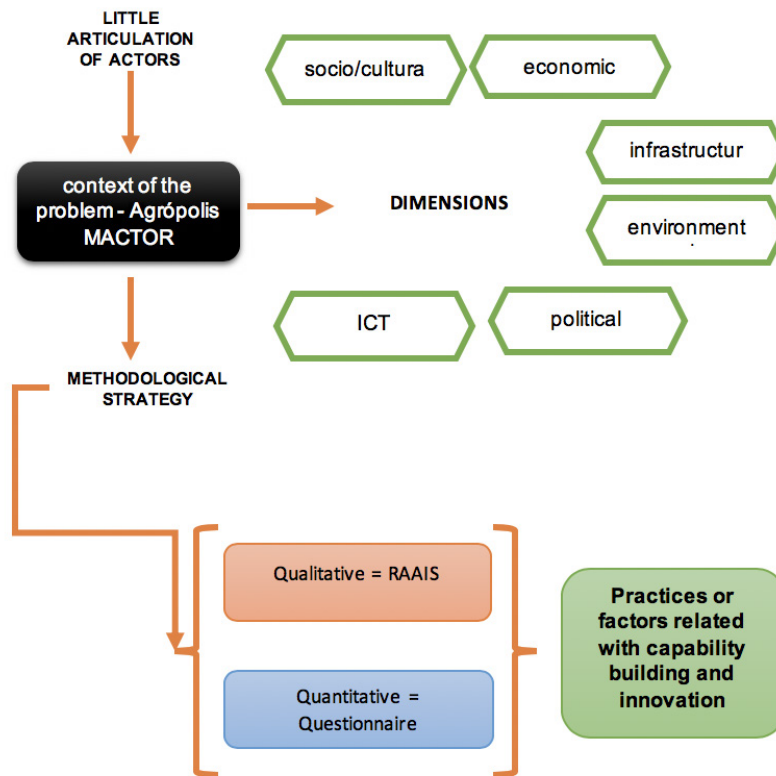 LITTLE
ARTICULATION
OF ACTORS
socio/cultura
economic
context of the
problem - Agrópolis
MACTOR
DIMENSIONS
infrastructur
environment
.
ICT
political
METHODOLOGICAL
STRATEGY
Qualitative = RAAIS
Quantitative =
Questionnaire
Practices or
factors related
with capability
building and
innovation